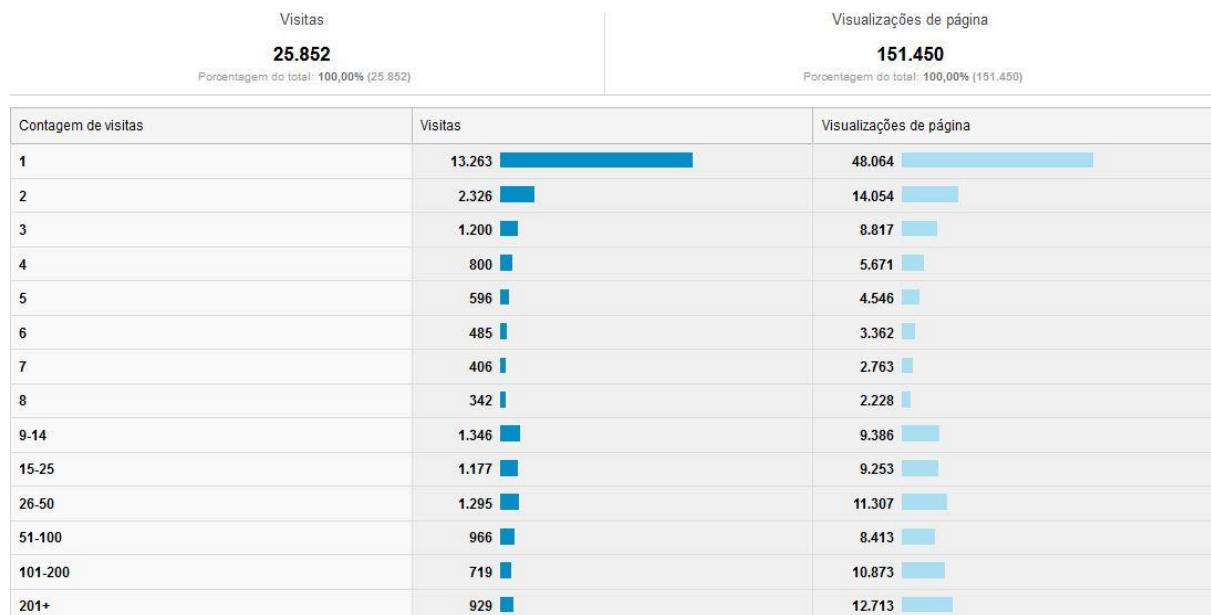 Visitas Visualizações de página
25.852 151.450
Porcentagem do total: 100,00% (25.852) Porcentagem do total: 100,00% (151.450)
Contagem de visitas Visitas Visualizações de página
1 13.263 48.064
2 2.326 14.054
3 1.200 8.817
4 800 5.671
5 596 4.546
6 485 3.362
7 406 2.763
8 342 2.228
9-14 1.346 9.386
15-25 1.177 9.253
26-50 1.295 11.307
51-100 966 8.413
101-200 719 10.873
201+ 929 12.713